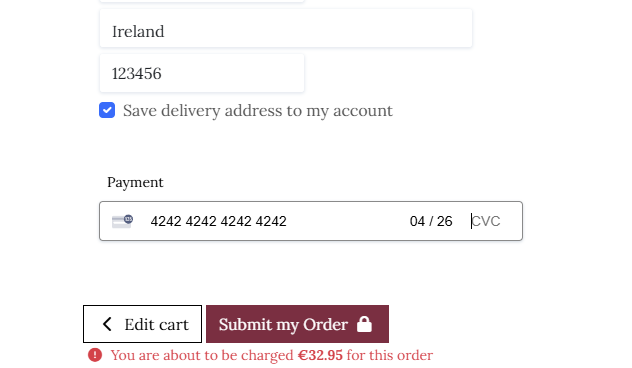 Ireland
123456
Save delivery address to my account
Payment
4242 4242 4242 4242 04 / 26 CVC
Edit cart Submit my Order
You are about to be charged €32.95 for this order